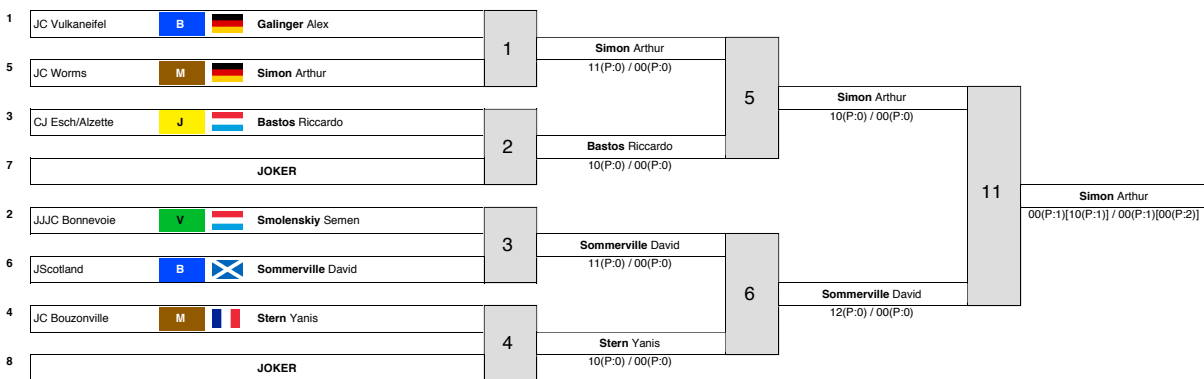 1 JC Vulkaneifel B Galinger Alex
1
Simon Arthur
11(P:0) / 00(P:0)
5 JC Worms M Simon Arthur
5
Simon Arthur
10(P:0) / 00(P:0)
3 CJ Esch/Alzette J Bastos Riccardo
2
Bastos Riccardo
10(P:0) / 00(P:0)
7 JOKER
11
Simon Arthur
00(P:1)[10(P:1)] / 00(P:1)[00(P:2)]
2 JJJC Bonnevoie V Smolenskiy Semen
3
Sommerville David
11(P:0) / 00(P:0)
6 JScotland B Sommerville David
6
Sommerville David
12(P:0) / 00(P:0)
4 JC Bouzonville M Stern Yanis
4
Stern Yanis
10(P:0) / 00(P:0)
8 JOKER